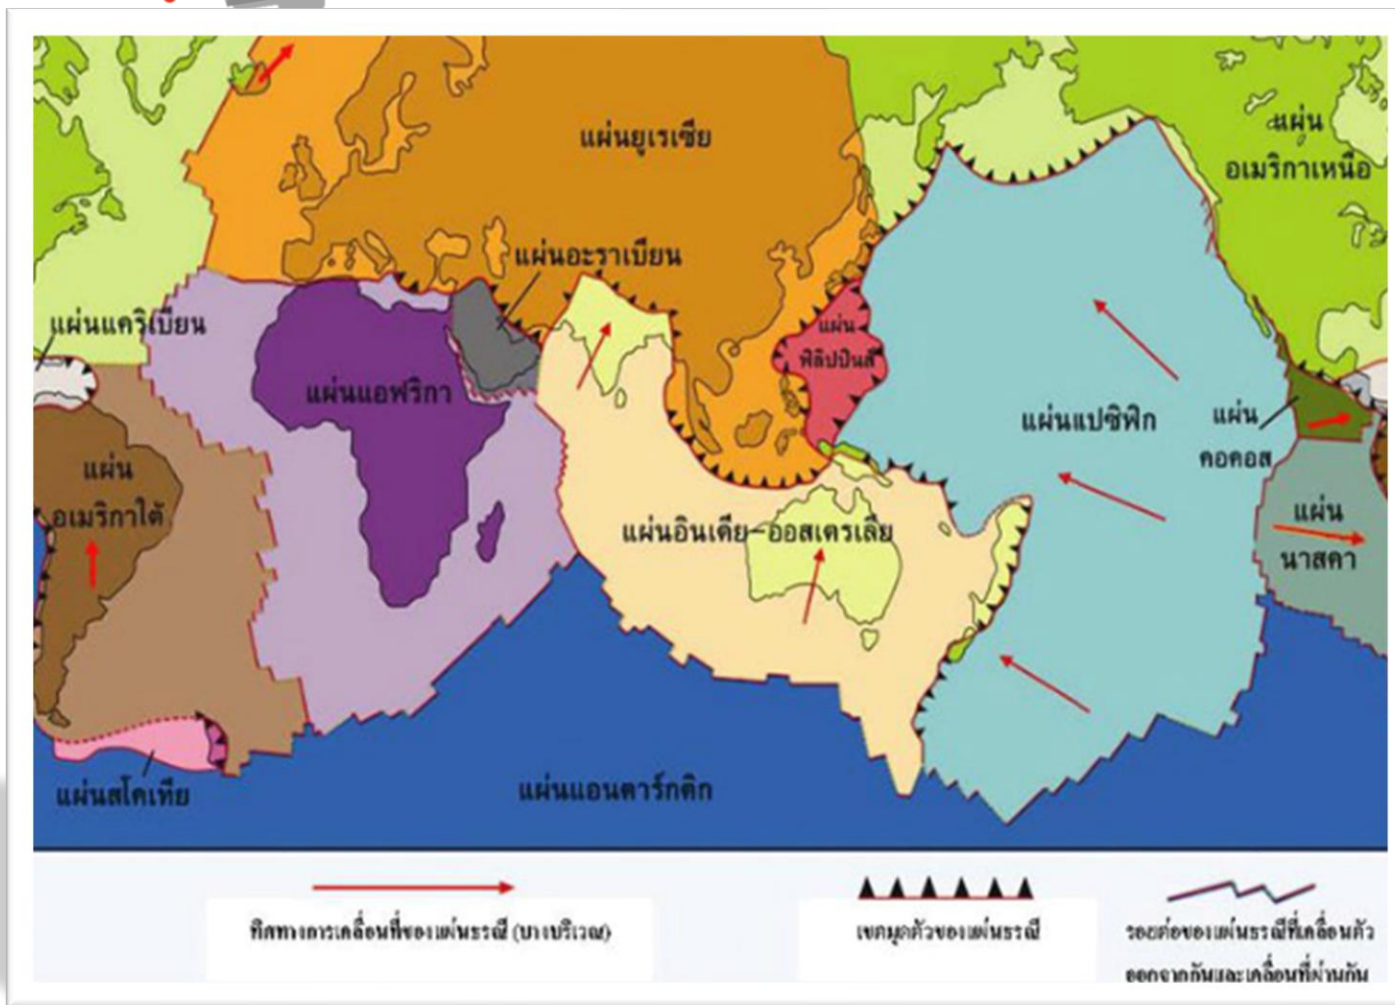 แผ่นยูเรเซีย
แผ่น
อเมริกาเหนือ
แผ่นอะราเบียน
แผ่นแคริเบียน
แผ่น
ฟิลิปปินส์
แผ่นแอฟริกา
แผ่นแปซิฟิก
แผ่น
คอคอส
แผ่น
อเมริกาใต้
แผ่นอินเดีย-ออสเตรเลีย
แผ่น
นาสคา
แผ่นสโคเทีย
แผ่นแอนตาร์กติก
ทิศทางการเคลื่อนที่ของแผ่นธรณี (บางบริเวณ)
เขตมุดตัวของแผ่นธรณี
รอยต่อของแผ่นธรณีที่เคลื่อนตัว
ออกจากกันและเคลื่อนที่ผ่านกัน